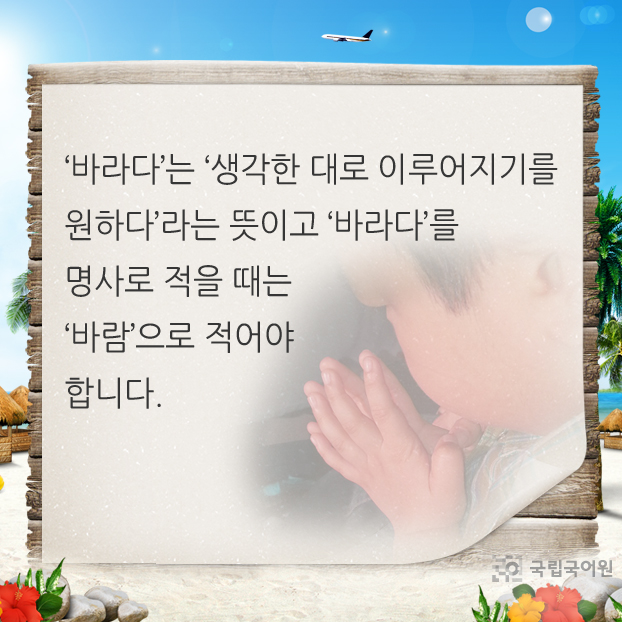 ‘바라다’는 ‘생각한 대로 이루어지기를
원하다’라는 뜻이고 ‘바라다’를
명사로 적을 때는
‘바람’으로 적어야
합니다.
국립국어원